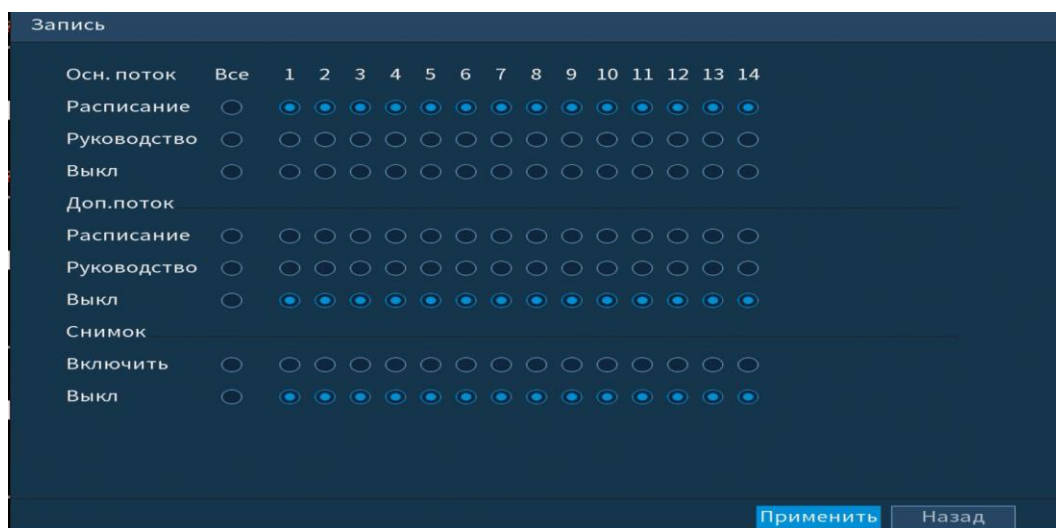 Запись
Осн. поток Все 1 2 3 4 5 6 7 8 9 10 11 12 13 14
Расписание
Руководство
Выкл
Доп.поток
Расписание
Руководство
Выкл
Снимок
Включить
Выкл
Применить Назад